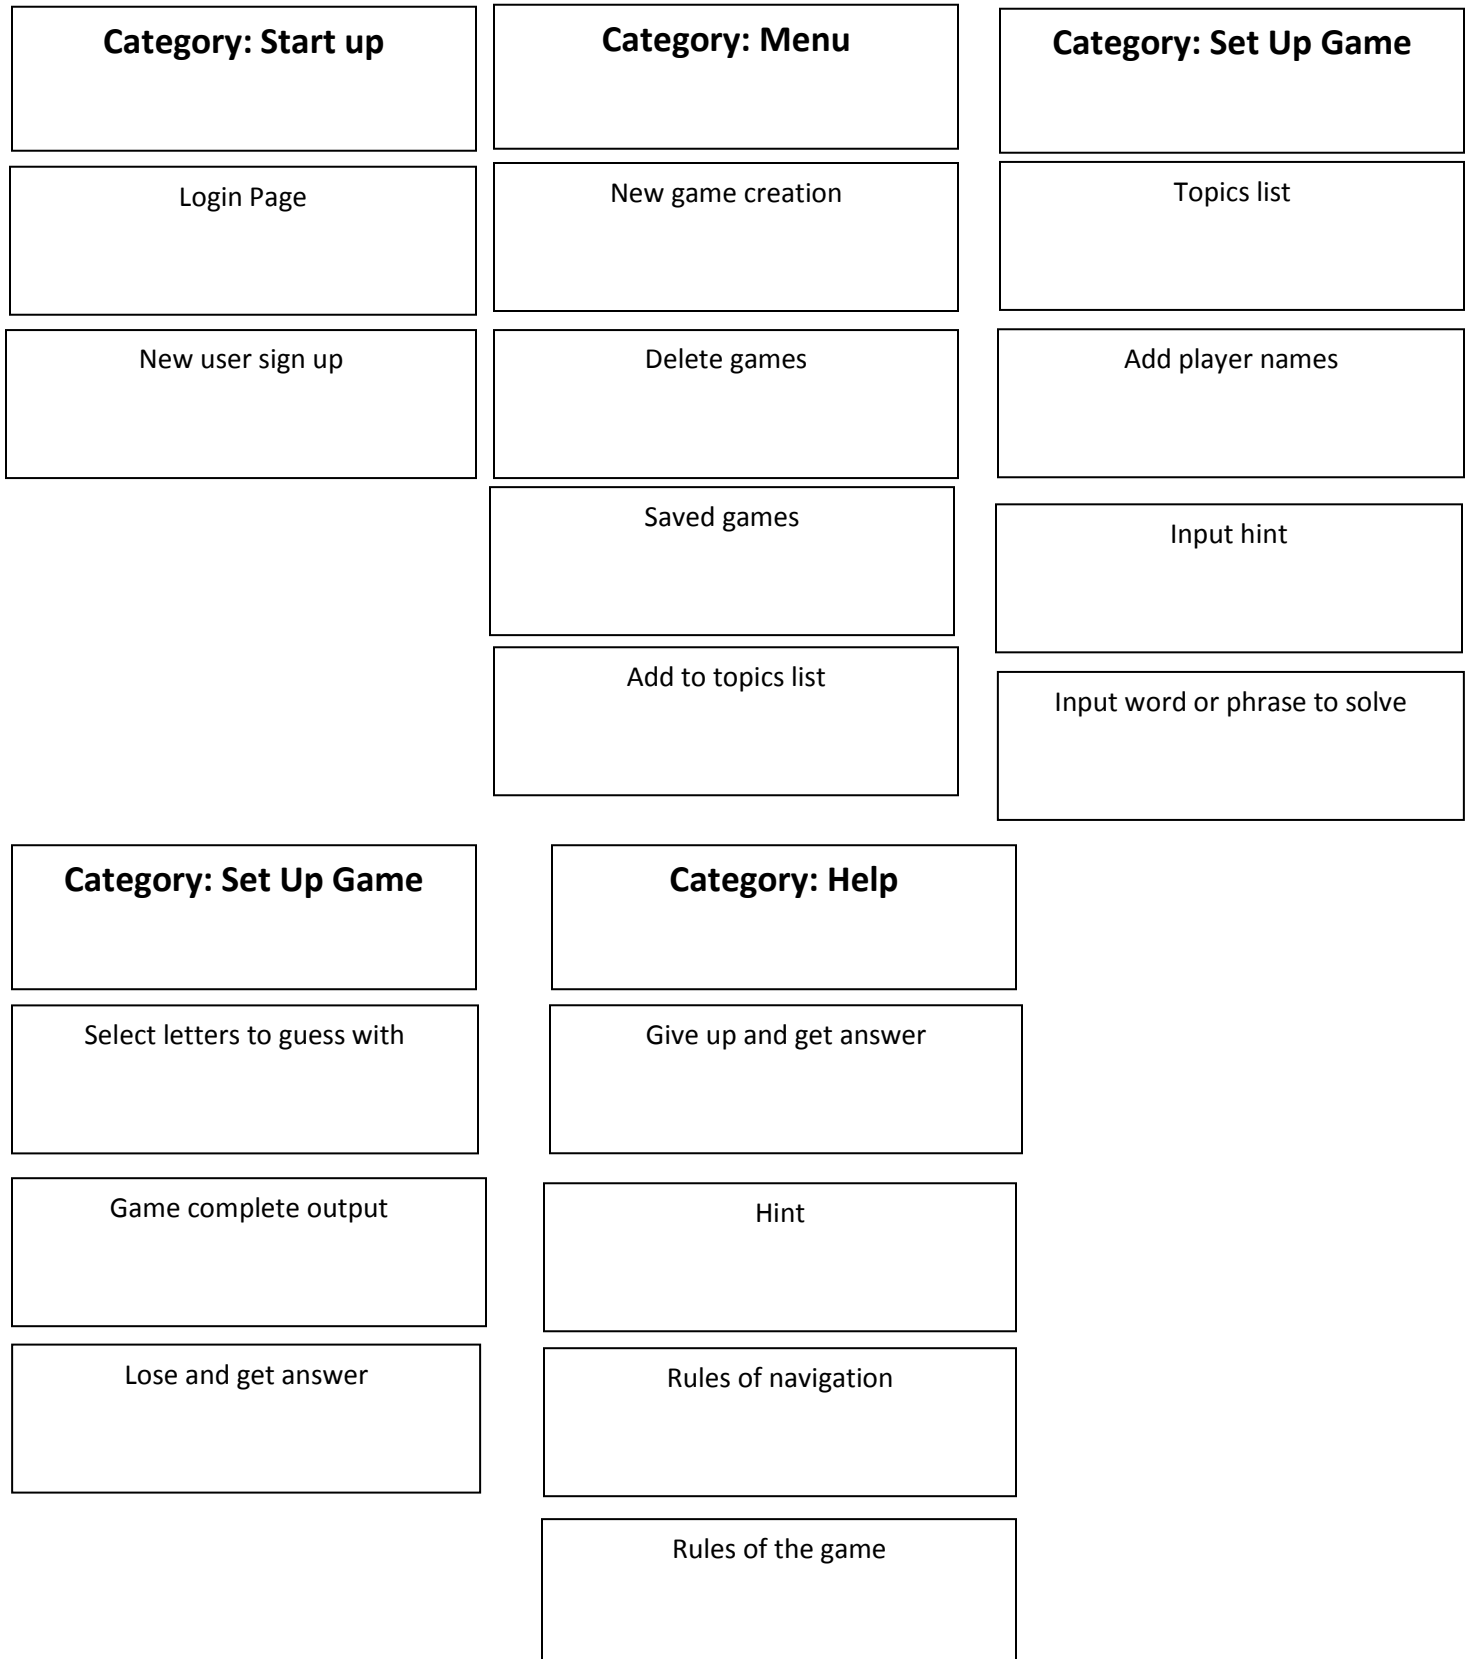 Category: Start up
Login Page
New user sign up
Category: Menu
New game creation
Delete games
Saved games
Add to topics list
Category: Set Up Game
Topics list
Add player names
Input hint
Input word or phrase to solve
Category: Set Up Game
Select letters to guess with
Game complete output
Lose and get answer
Category: Help
Give up and get answer
Hint
Rules of navigation
Rules of the game